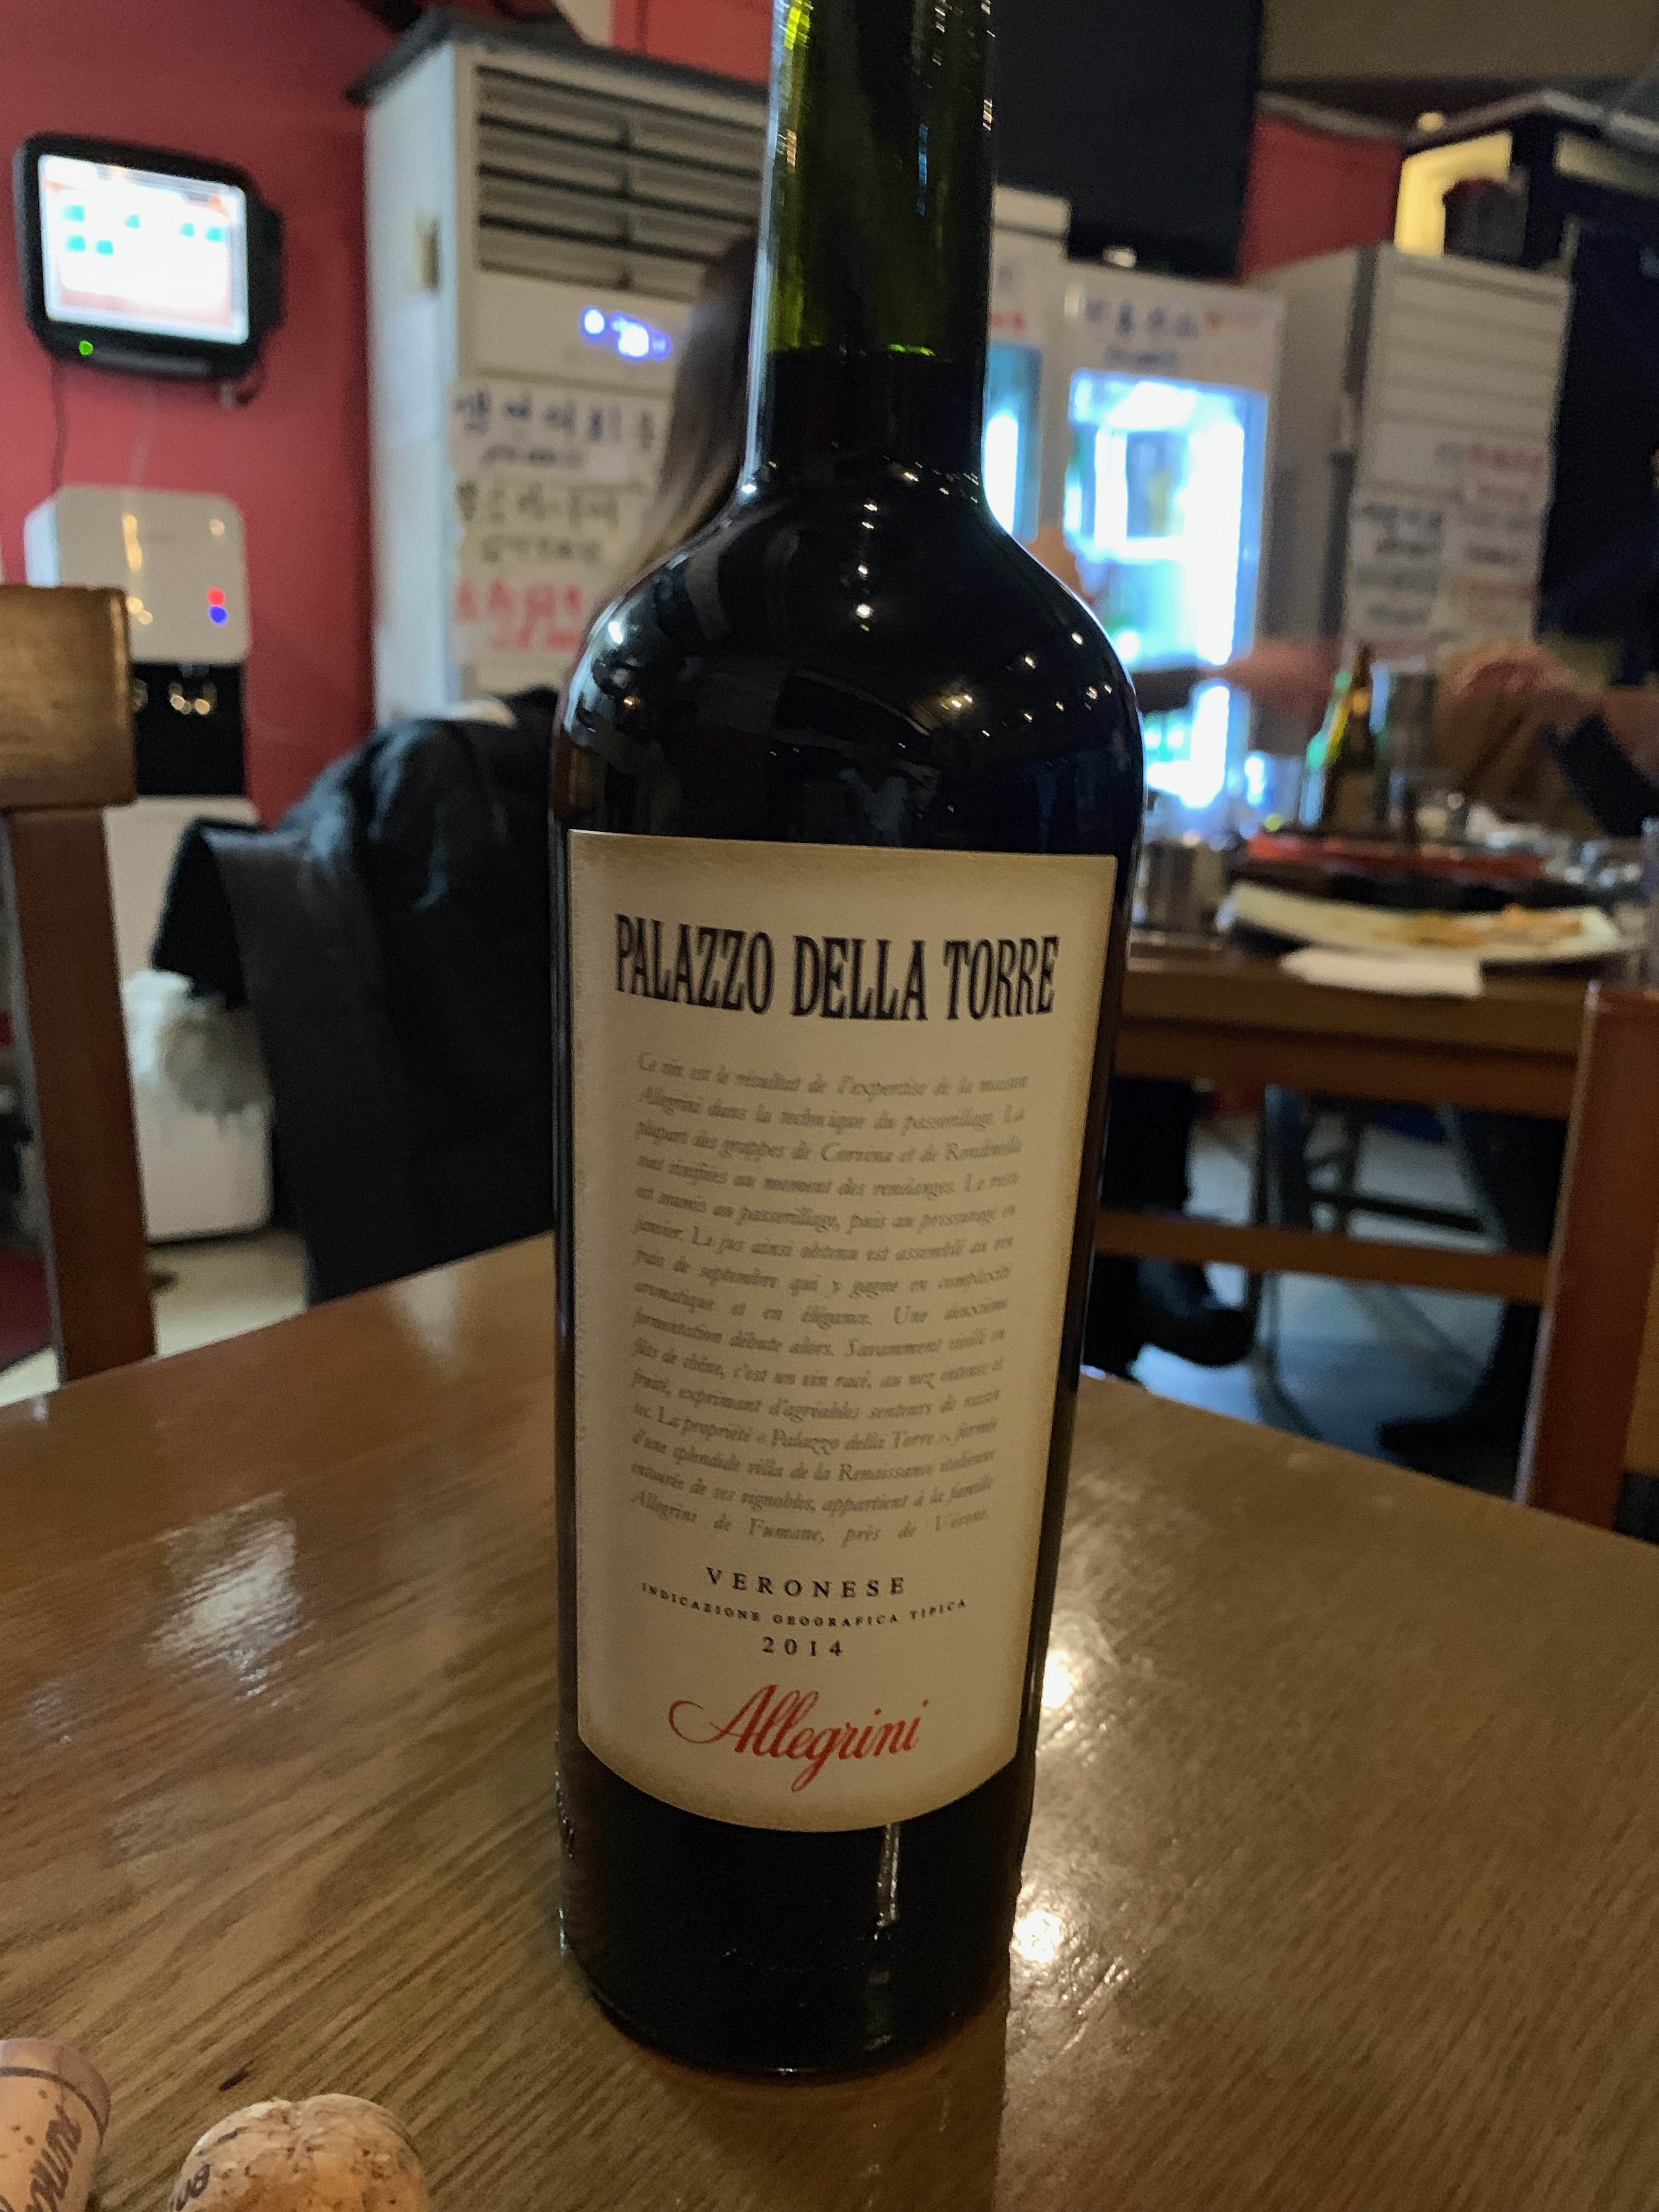 PALAZZO DELLA TORRE
Ce vin est le résultat de l'expertise de la maison
Allegrini dans la technique du passerillage. La
plupart des grappes de Corvina et de Rondinella
sont vinifiées au moment des vendanges. Le reste
est soumis au passerillage, puis au pressurage en
janvier. Le jus ainsi obtenu est assemblé au vin
frais de septembre qui y gagne en complexité
aromatique et en élégance. Une deuxième
fermentation débute alors. Savamment vieilli en
fûts de chêne, c'est un vin racé, au nez intense et
fruité, exprimant d'agréables senteurs de raisin
sec. La propriété « Palazzo della Torre », formée
d'une splendide villa de la Renaissance italienne
entourée de ses vignobles, appartient à la famille
Allegrini de Fumane, près de Verone.
VERONESE
INDICAZIONE GEOGRAFICA TIPICA
2014
Allegrini